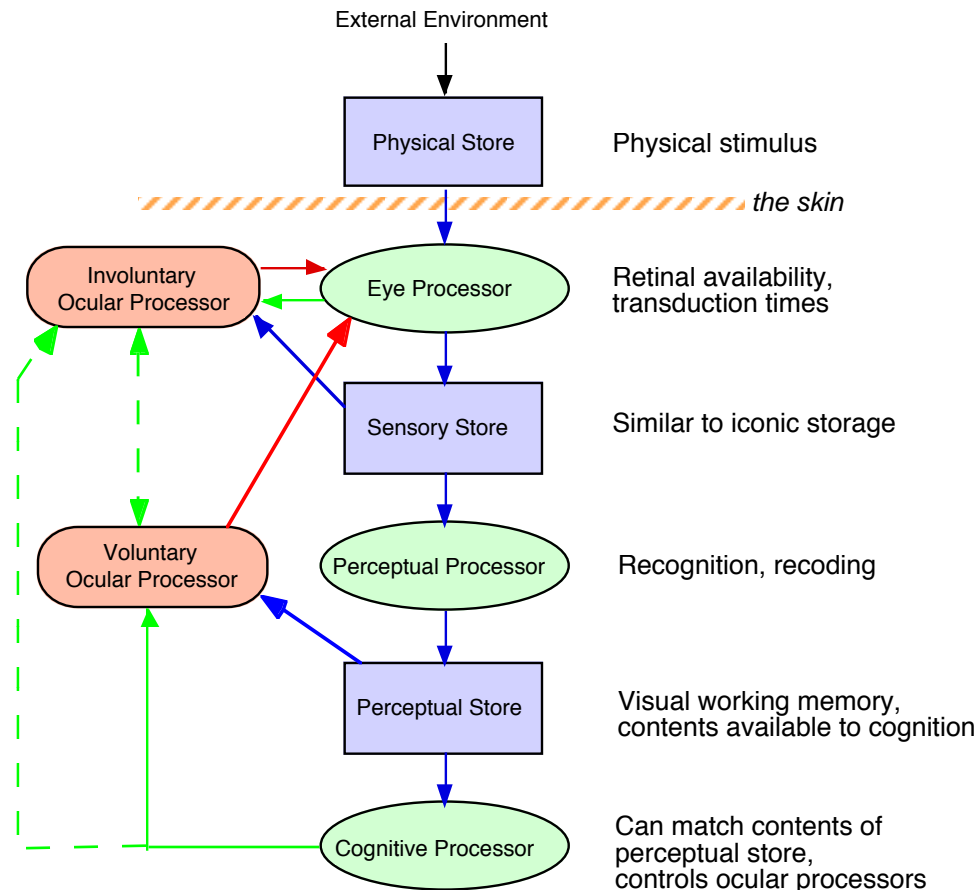 External Environment
Physical Store
Physical stimulus
the skin
Involuntary
Ocular Processor
Eye Processor
Retinal availability,
transduction times
Sensory Store
Similar to iconic storage
Voluntary
Ocular Processor
Perceptual Processor
Recognition, recoding
Perceptual Store
Visual working memory,
contents available to cognition
Cognitive Processor
Can match contents of
perceptual store,
controls ocular processors